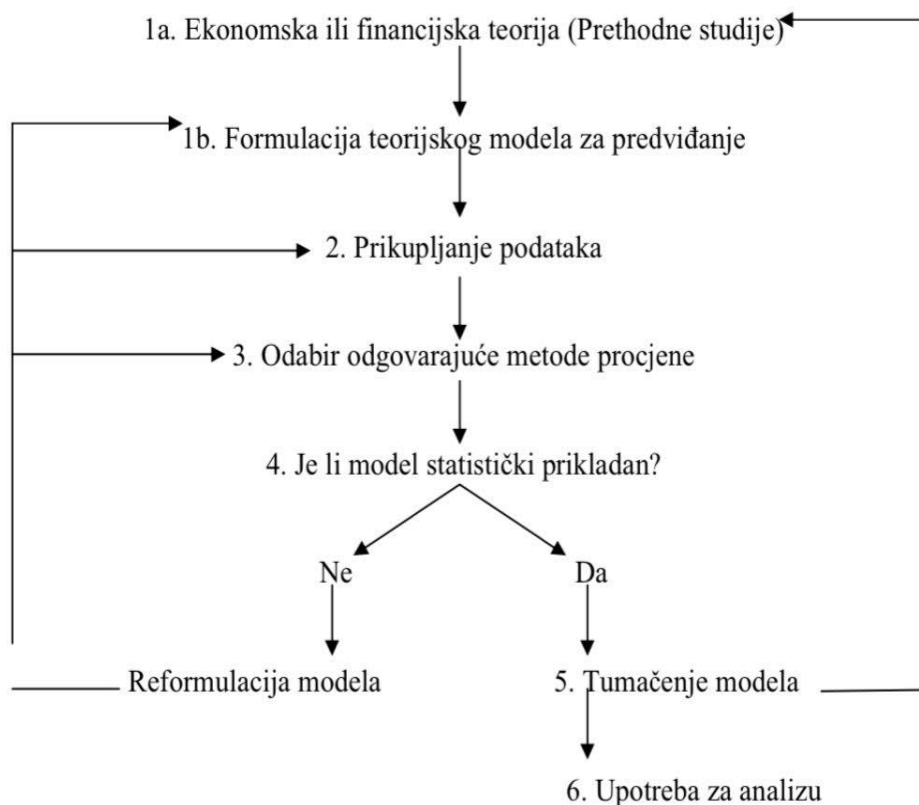 1a. Ekonomska ili financijska teorija (Prethodne studije)
1b. Formulacija teorijskog modela za predviđanje
2. Prikupljanje podataka
3. Odabir odgovarajuće metode procjene
4. Je li model statistički prikladan?
Ne
Da
Reformulacija modela
5. Tumačenje modela
6. Upotreba za analizu